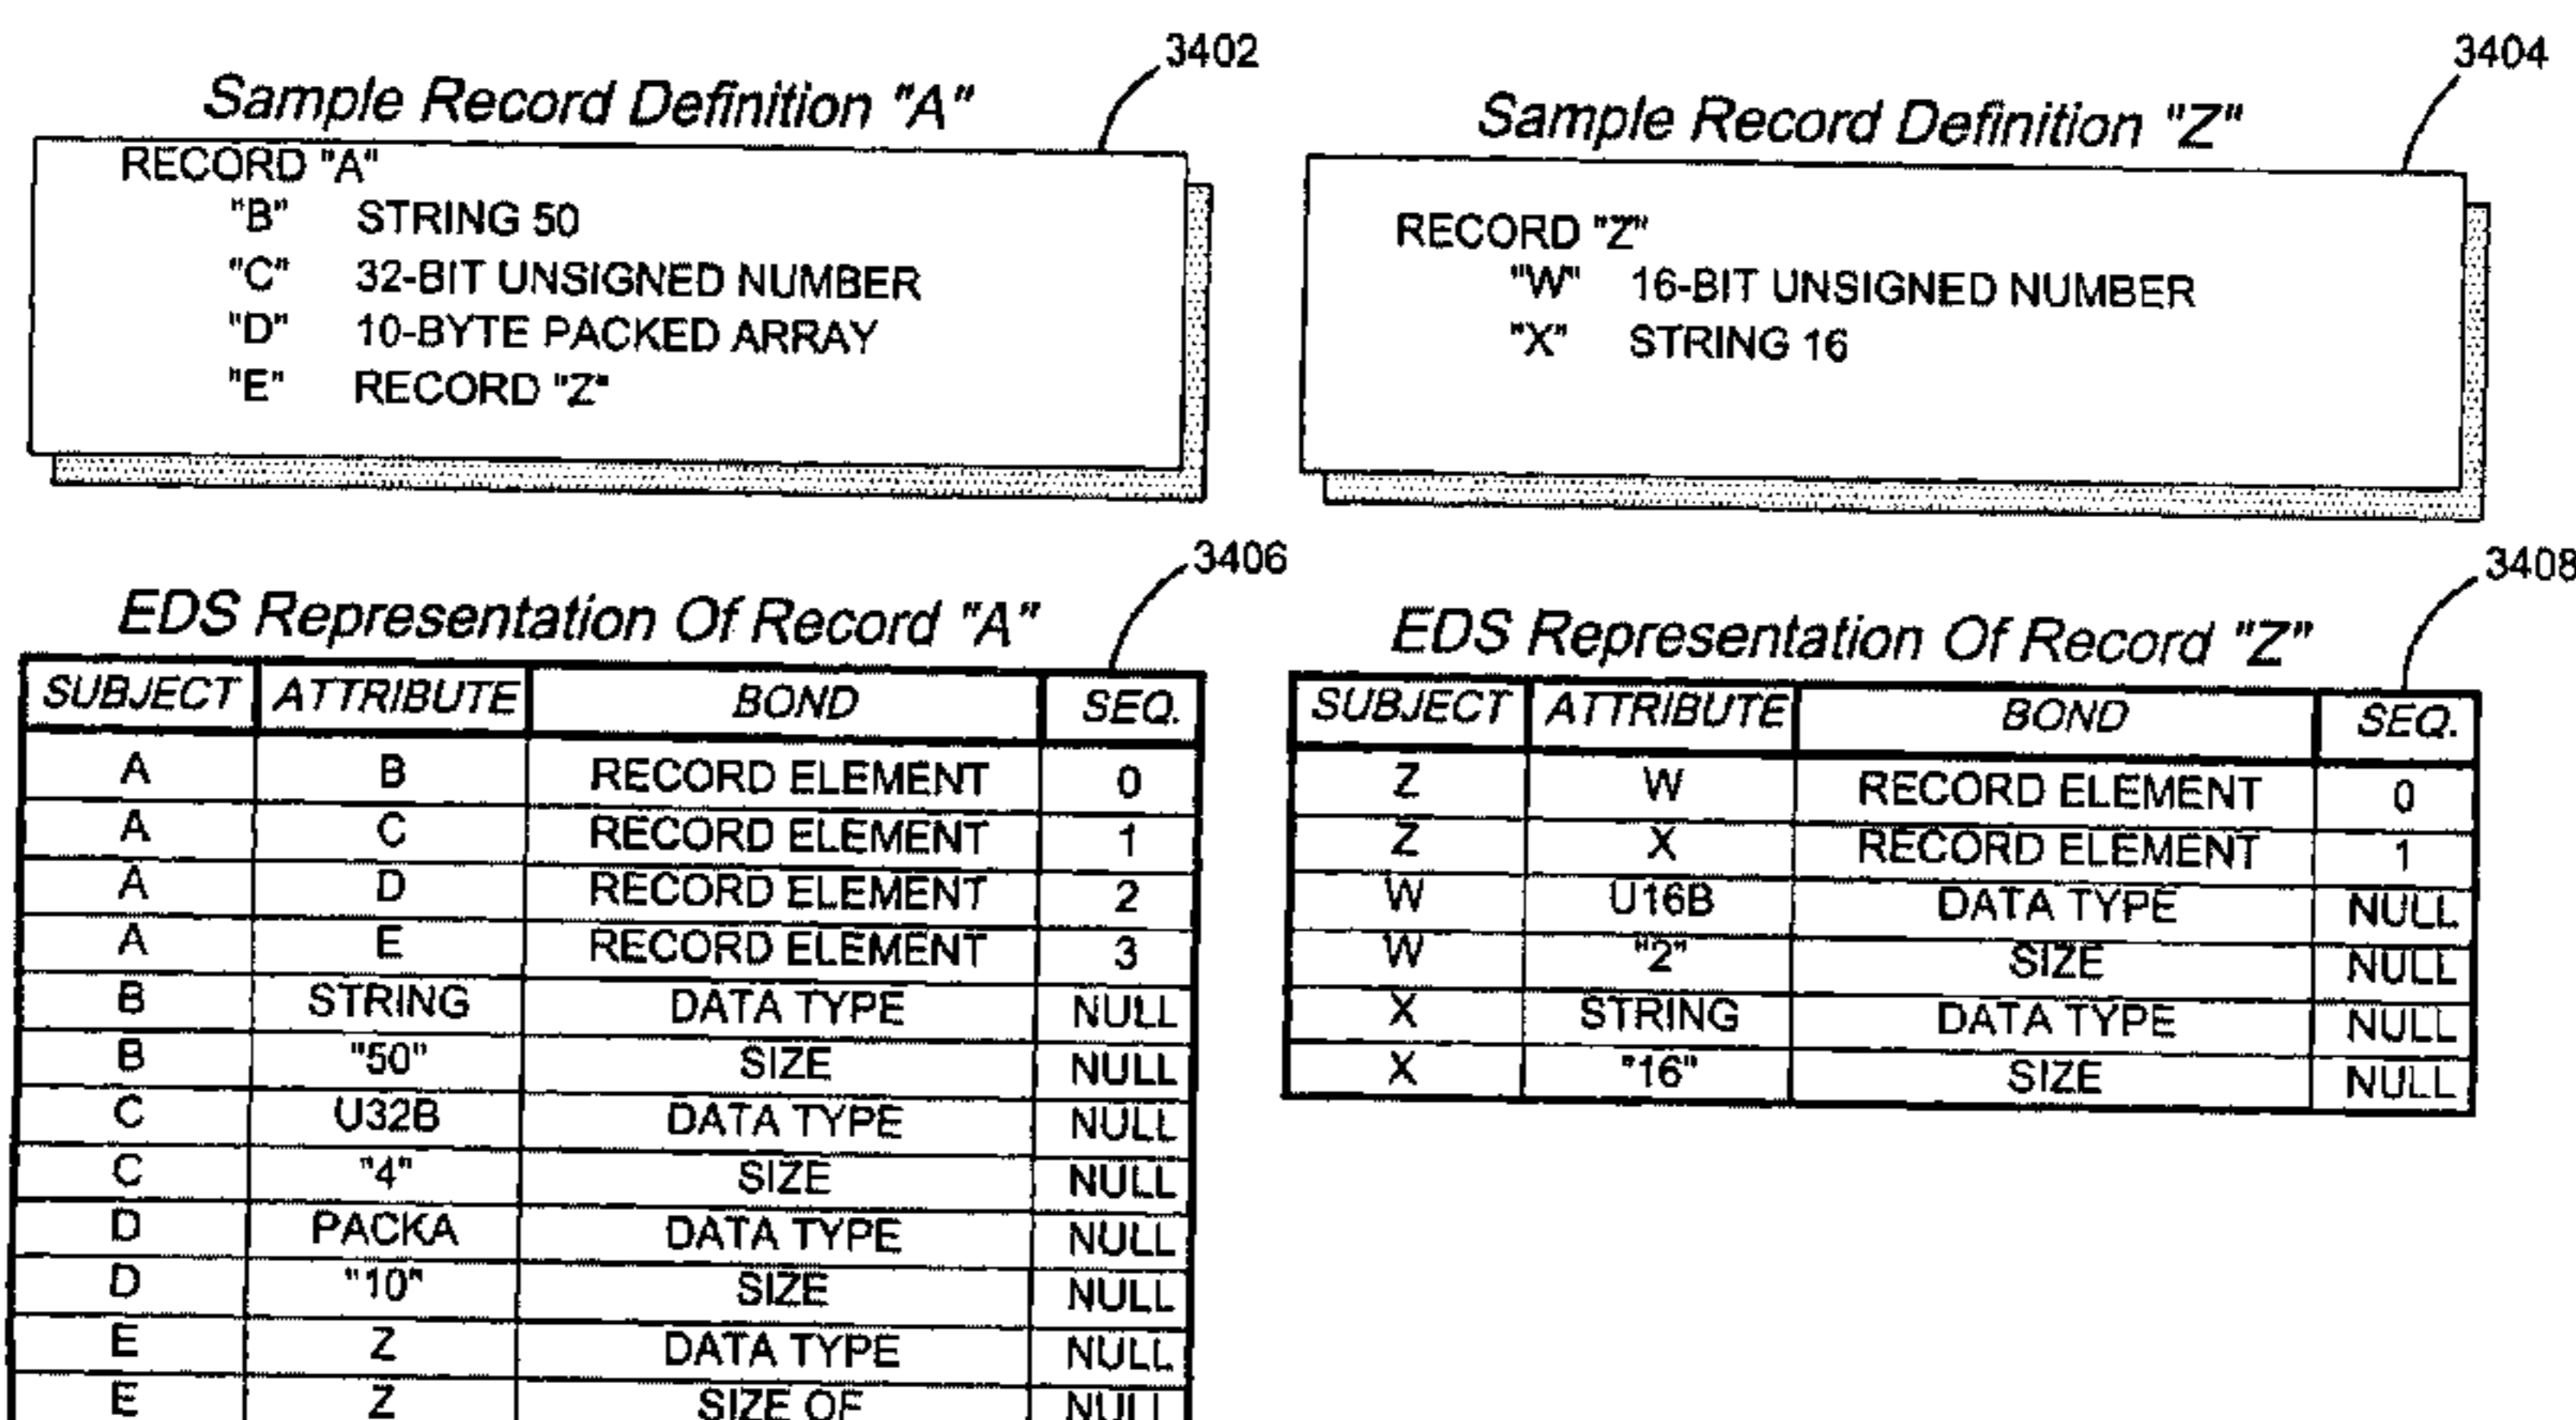 3402
Sample Record Definition "A"
RECORD "A"
"B" STRING 50
"C" 32-BIT UNSIGNED NUMBER
"D" 10-BYTE PACKED ARRAY
"E" RECORD "Z"
3404
Sample Record Definition "Z"
RECORD "Z"
"W" 16-BIT UNSIGNED NUMBER
"X" STRING 16
3406
EDS Representation Of Record "A"
SUBJECT ATTRIBUTE BOND SEQ.
A B RECORD ELEMENT 0
A C RECORD ELEMENT 1
A D RECORD ELEMENT 2
A E RECORD ELEMENT 3
B STRING DATA TYPE NULL
B "50" SIZE NULL
C U32B DATA TYPE NULL
C "4" SIZE NULL
D PACKA DATA TYPE NULL
D "10" SIZE NULL
E Z DATA TYPE NULL
E Z SIZE OF NULL
3408
EDS Representation Of Record "Z"
SUBJECT ATTRIBUTE BOND SEQ.
Z W RECORD ELEMENT 0
Z X RECORD ELEMENT 1
W U16B DATA TYPE NULL
W "2" SIZE NULL
X STRING DATA TYPE NULL
X "16" SIZE NULL